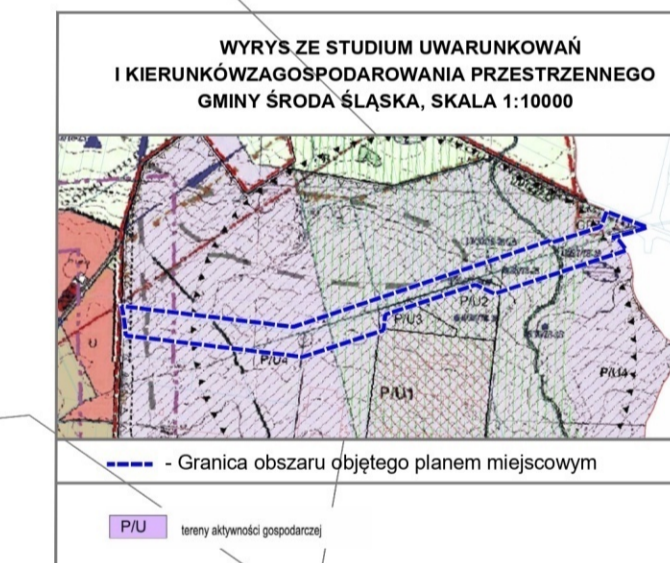 WYRYS ZE STUDIUM UWARUNKOWAŃ
I KIERUNKÓWZAGOSPODAROWANIA PRZESTRZENNEGO
GMINY ŚRODA ŚLĄSKA, SKALA 1:10000
P/U2
P/U3
U
P/U4
P/U4
P/U1
- Granica obszaru objętego planem miejscowym
P/U tereny aktywności gospodarczej